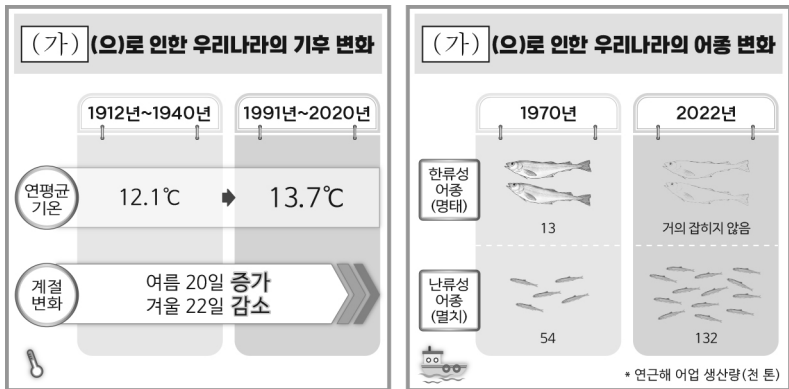 (가) (으)로 인한 우리나라의 기후 변화
1912년~1940년 1991년~2020년
연평균
기온
12.1℃ 13.7℃
계절
변화
여름 20일 증가
겨울 22일 감소
(가) (으)로 인한 우리나라의 어종 변화
1970년 2022년
한류성
어종
(명태)
13 거의 잡히지 않음
난류성
어종
(멸치)
54 132
* 연근해 어업 생산량(천 톤)